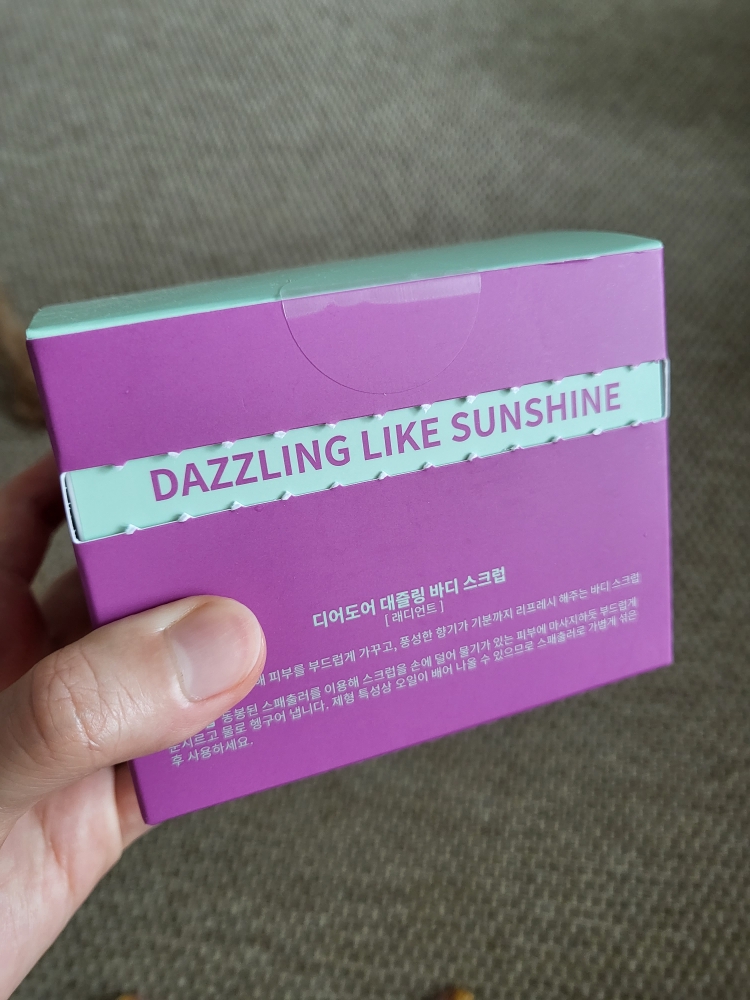 DAZZLING LIKE SUNSHINE
디어도어 대즐링 바디 스크럽
[ 래디언트 ]
피부를 부드럽게 가꾸고, 풍성한 향기가 기분까지 리프레시 해주는 바디 스크럽
동봉된 스패출러를 이용해 스크럽을 손에 덜어 물기가 있는 피부에 마사지하듯 부드럽게
문지르고 물로 헹구어 냅니다. 제형 특성상 오일이 배어 나올 수 있으므로 스패출러로 가볍게 섞은
후 사용하세요.